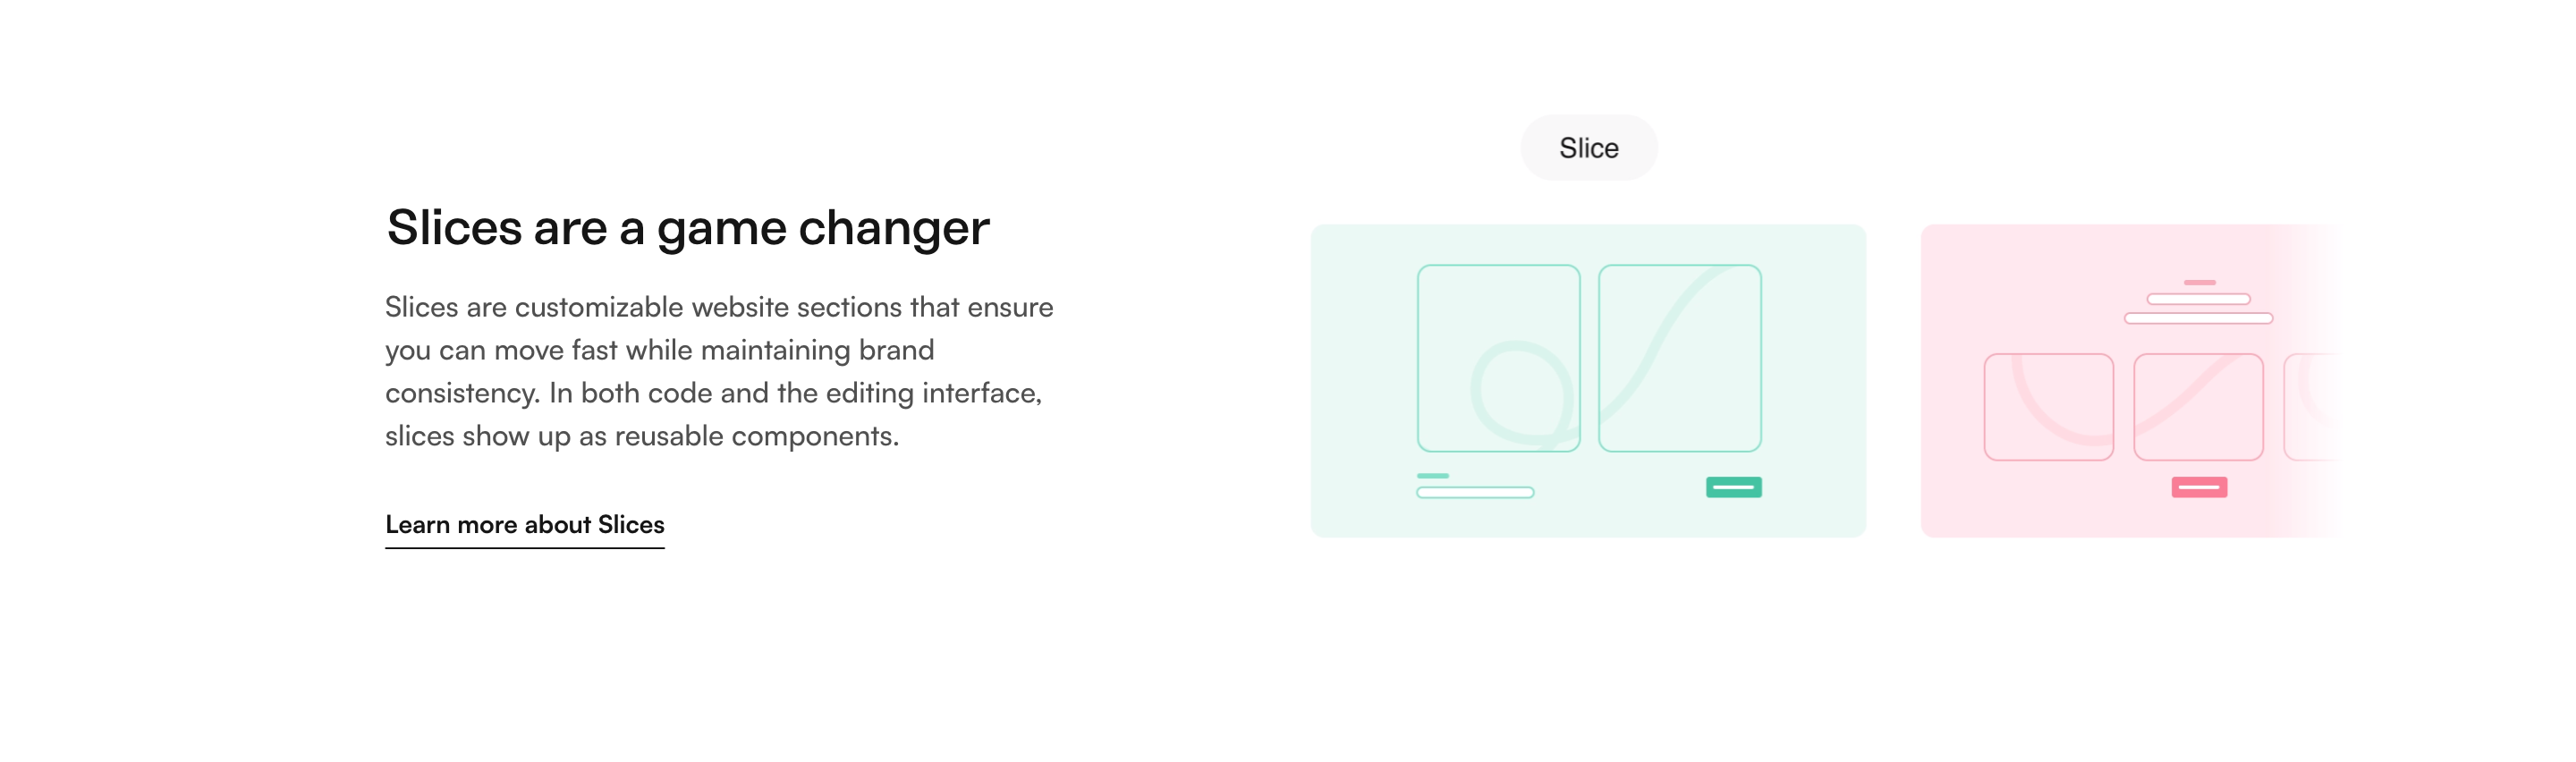 Slices are a game changer
Slices are customizable website sections that ensure
you can move fast while maintaining brand
consistency. In both code and the editing interface,
slices show up as reusable components.
Learn more about Slices
Slice